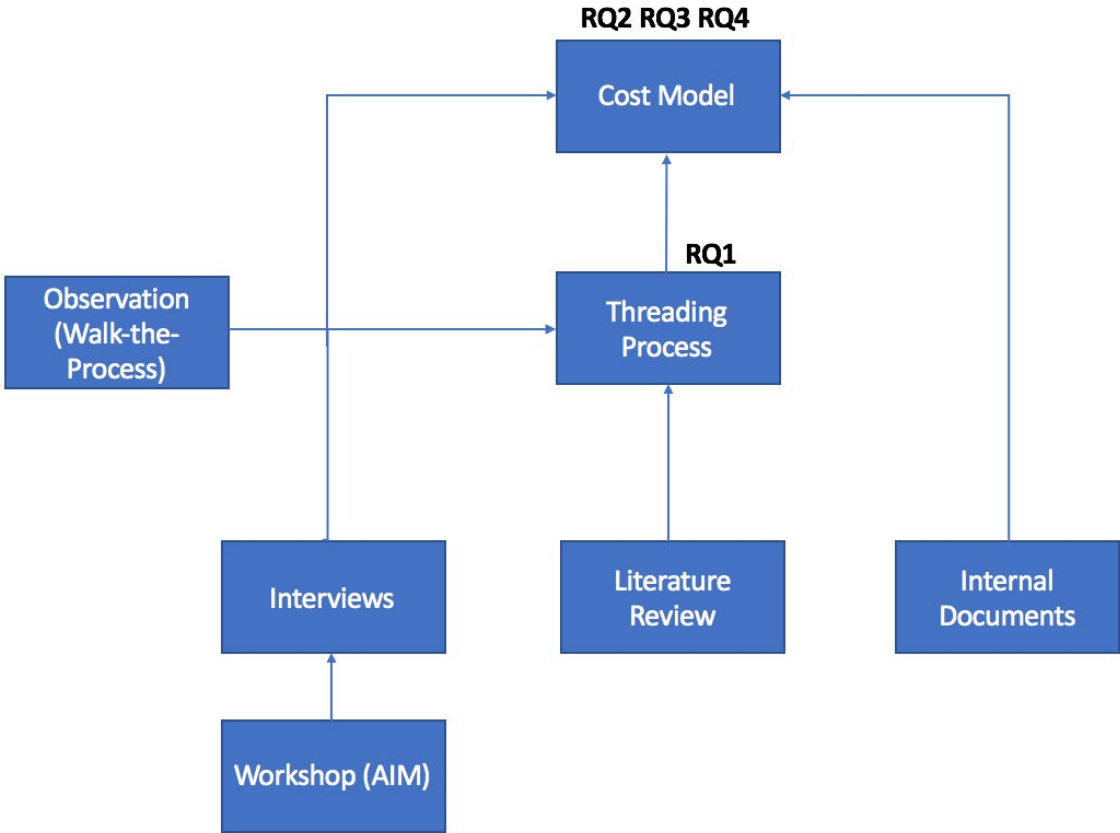 RQ2 RQ3 RQ4
Cost Model
RQ1
Observation
(Walk-the-
Process)
Threading
Process
Interviews
Literature
Review
Internal
Documents
Workshop (AIM)